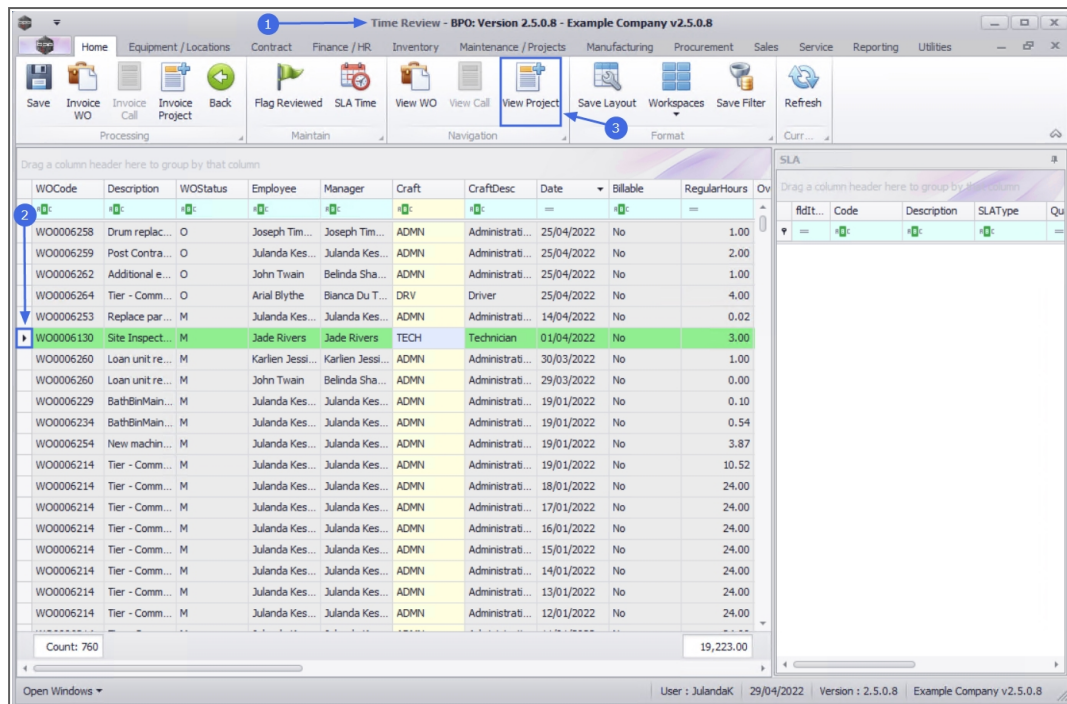 1
Time Review - BPO: Version 2.5.0.8 - Example Company v2.5.0.8
Home Equipment / Locations Contract Finance / HR Inventory Maintenance / Projects Manufacturing Procurement Sales Service Reporting Utilities
Save Invoice WO Invoice Call Invoice Project Back Flag Reviewed SLA Time View WO View Call View Project Save Layout Workspaces Save Filter Refresh
3
Processing Maintain Navigation Format Curr...
Drag a column header here to group by that column
SLA
WOCode Description WOStatus Employee Manager Craft CraftDesc Date Billable RegularHours Ov
Drag a column header here to group by that column
2
fldIt... Code Description SLAType Qu
WO0006258 Drum replac... O Joseph Tim... Joseph Tim... ADMN Administrati... 25/04/2022 No 1.00
WO0006259 Post Contra... O Julanda Kes... Julanda Kes... ADMN Administrati... 25/04/2022 No 2.00
WO0006262 Additional e... O John Twain Belinda Sha... ADMN Administrati... 25/04/2022 No 1.00
WO0006264 Tier - Comm... O Arial Blythe Bianca Du T... DRV Driver 25/04/2022 No 4.00
WO0006253 Replace par... M Julanda Kes... Julanda Kes... ADMN Administrati... 14/04/2022 No 0.02
WO0006130 Site Inspect... M Jade Rivers Jade Rivers TECH Technician 01/04/2022 No 3.00
WO0006260 Loan unit re... M Karlien Jessi... Karlien Jessi... ADMN Administrati... 30/03/2022 No 1.00
WO0006260 Loan unit re... M John Twain Belinda Sha... ADMN Administrati... 29/03/2022 No 0.00
WO0006229 BathBinMain... M Julanda Kes... Julanda Kes... ADMN Administrati... 19/01/2022 No 0.10
WO0006234 BathBinMain... M Julanda Kes... Julanda Kes... ADMN Administrati... 19/01/2022 No 0.54
WO0006254 New machin... M Julanda Kes... Julanda Kes... ADMN Administrati... 19/01/2022 No 3.87
WO0006214 Tier - Comm... M Julanda Kes... Julanda Kes... ADMN Administrati... 19/01/2022 No 10.52
WO0006214 Tier - Comm... M Julanda Kes... Julanda Kes... ADMN Administrati... 18/01/2022 No 24.00
WO0006214 Tier - Comm... M Julanda Kes... Julanda Kes... ADMN Administrati... 17/01/2022 No 24.00
WO0006214 Tier - Comm... M Julanda Kes... Julanda Kes... ADMN Administrati... 16/01/2022 No 24.00
WO0006214 Tier - Comm... M Julanda Kes... Julanda Kes... ADMN Administrati... 15/01/2022 No 24.00
WO0006214 Tier - Comm... M Julanda Kes... Julanda Kes... ADMN Administrati... 14/01/2022 No 24.00
WO0006214 Tier - Comm... M Julanda Kes... Julanda Kes... ADMN Administrati... 13/01/2022 No 24.00
WO0006214 Tier - Comm... M Julanda Kes... Julanda Kes... ADMN Administrati... 12/01/2022 No 24.00
Count: 760 19,223.00
Open Windows User : JulandaK 29/04/2022 Version : 2.5.0.8 Example Company v2.5.0.8